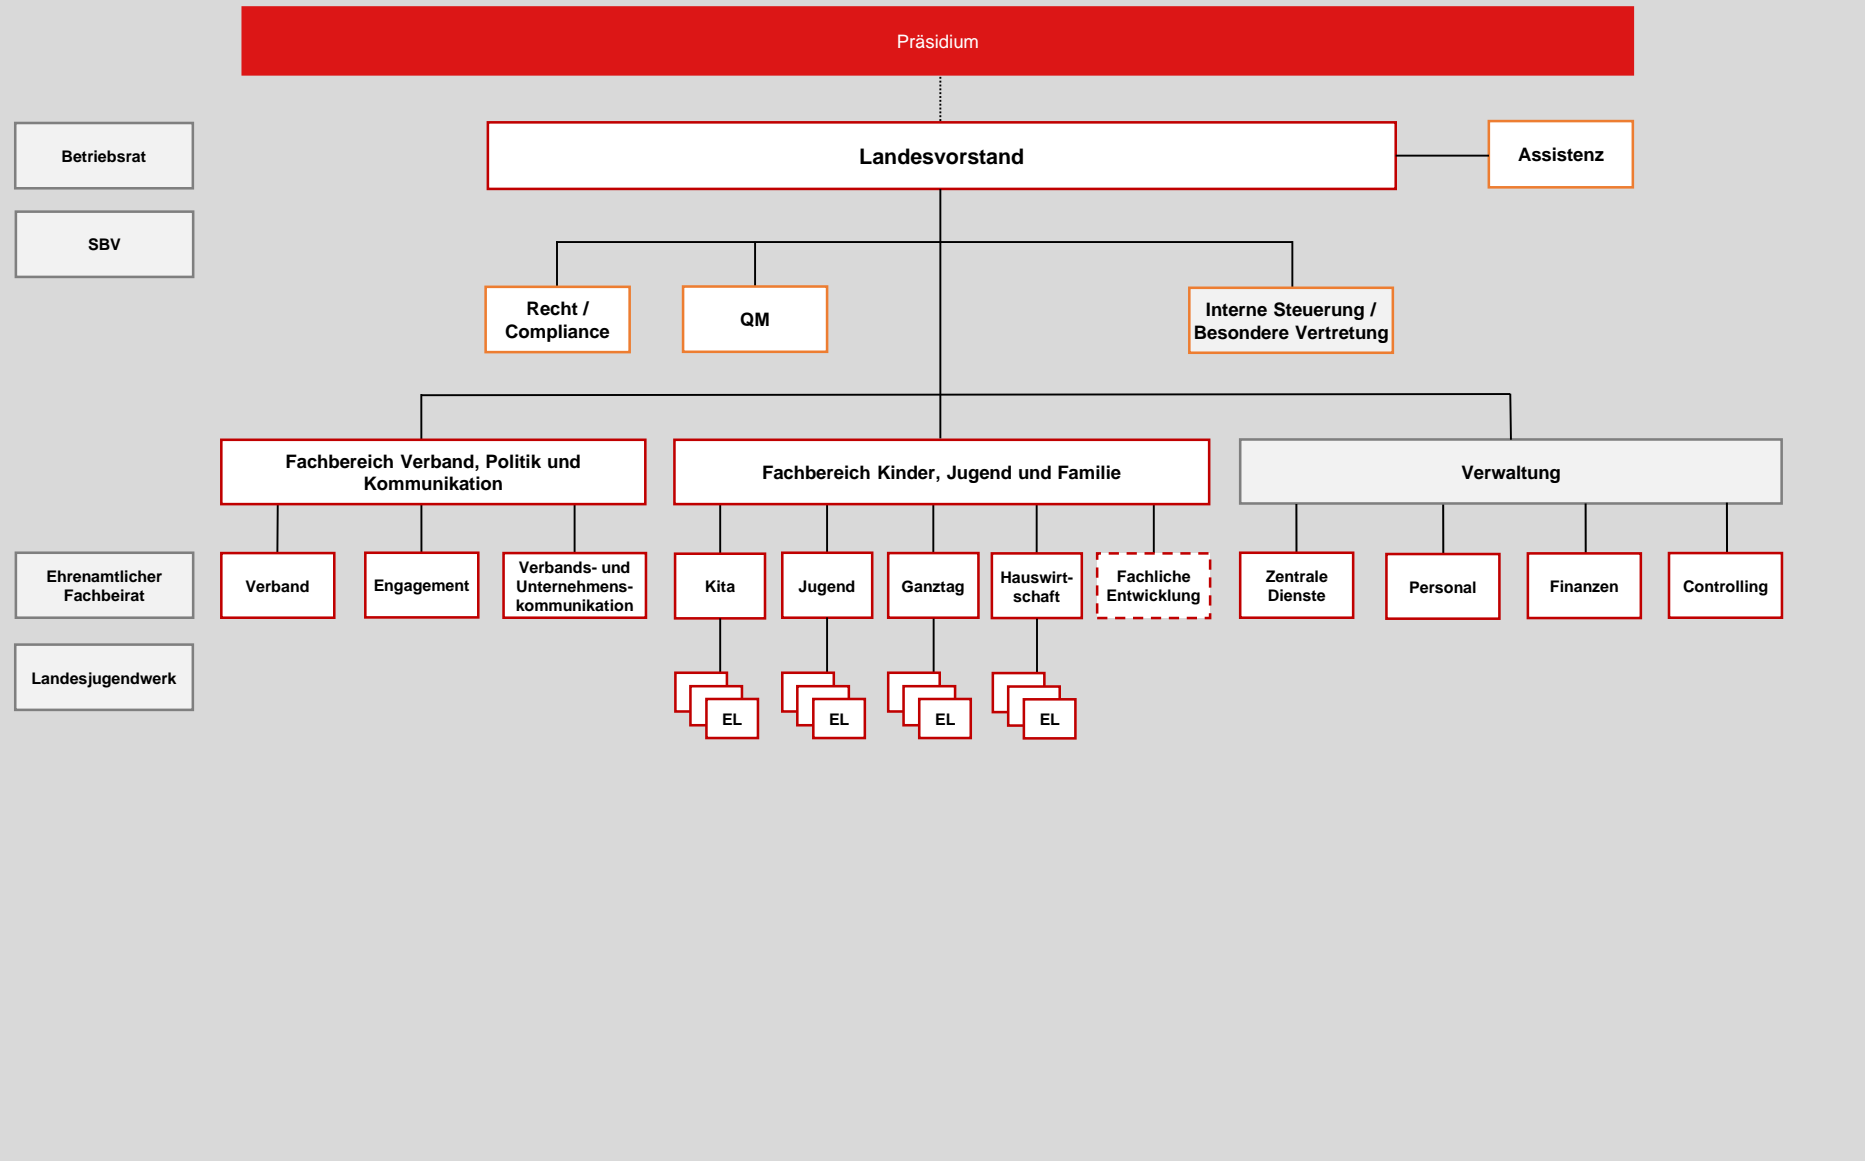 Präsidium
Betriebsrat
Landesvorstand
Assistenz
SBV
Recht /
Compliance
QM
Interne Steuerung /
Besondere Vertretung
Fachbereich Verband, Politik und
Kommunikation
Fachbereich Kinder, Jugend und Familie
Verwaltung
Ehrenamtlicher
Fachbeirat
Verband
Engagement
Verbands- und
Unternehmens-
kommunikation
Kita
Jugend
Ganztag
Hauswirt-
schaft
Fachliche
Entwicklung
Zentrale
Dienste
Personal
Finanzen
Controlling
Landesjugendwerk
EL
EL
EL
EL